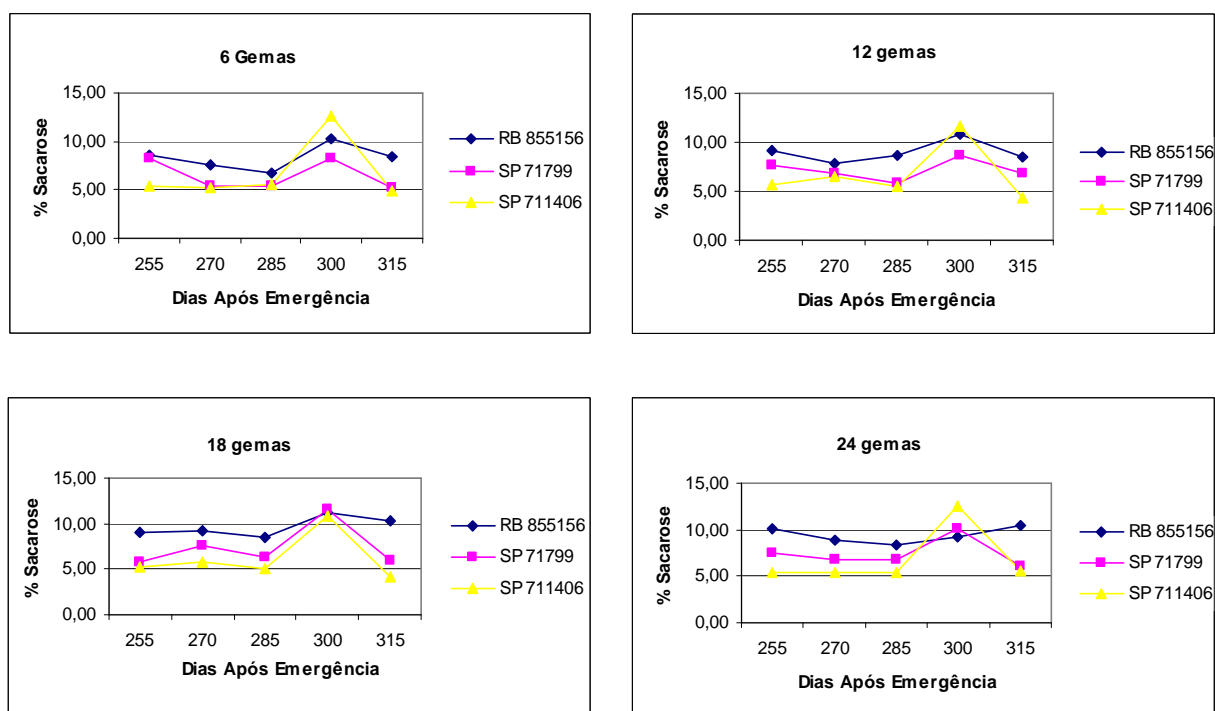 6 Gemas
% Sacarose
15,00
10,00
5,00
0,00
255 270 285 300 315
Dias Após Emergência
RB 855156
SP 71799
SP 711406
12 gemas
% Sacarose
15,00
10,00
5,00
0,00
255 270 285 300 315
Dias Após Emergência
RB 855156
SP 71799
SP 711406
18 gemas
% Sacarose
15,00
10,00
5,00
0,00
255 270 285 300 315
Dias Após Emergência
RB 855156
SP 71799
SP 711406
24 gemas
% Sacarose
15,00
10,00
5,00
0,00
255 270 285 300 315
Dias Após Emergência
RB 855156
SP 71799
SP 711406